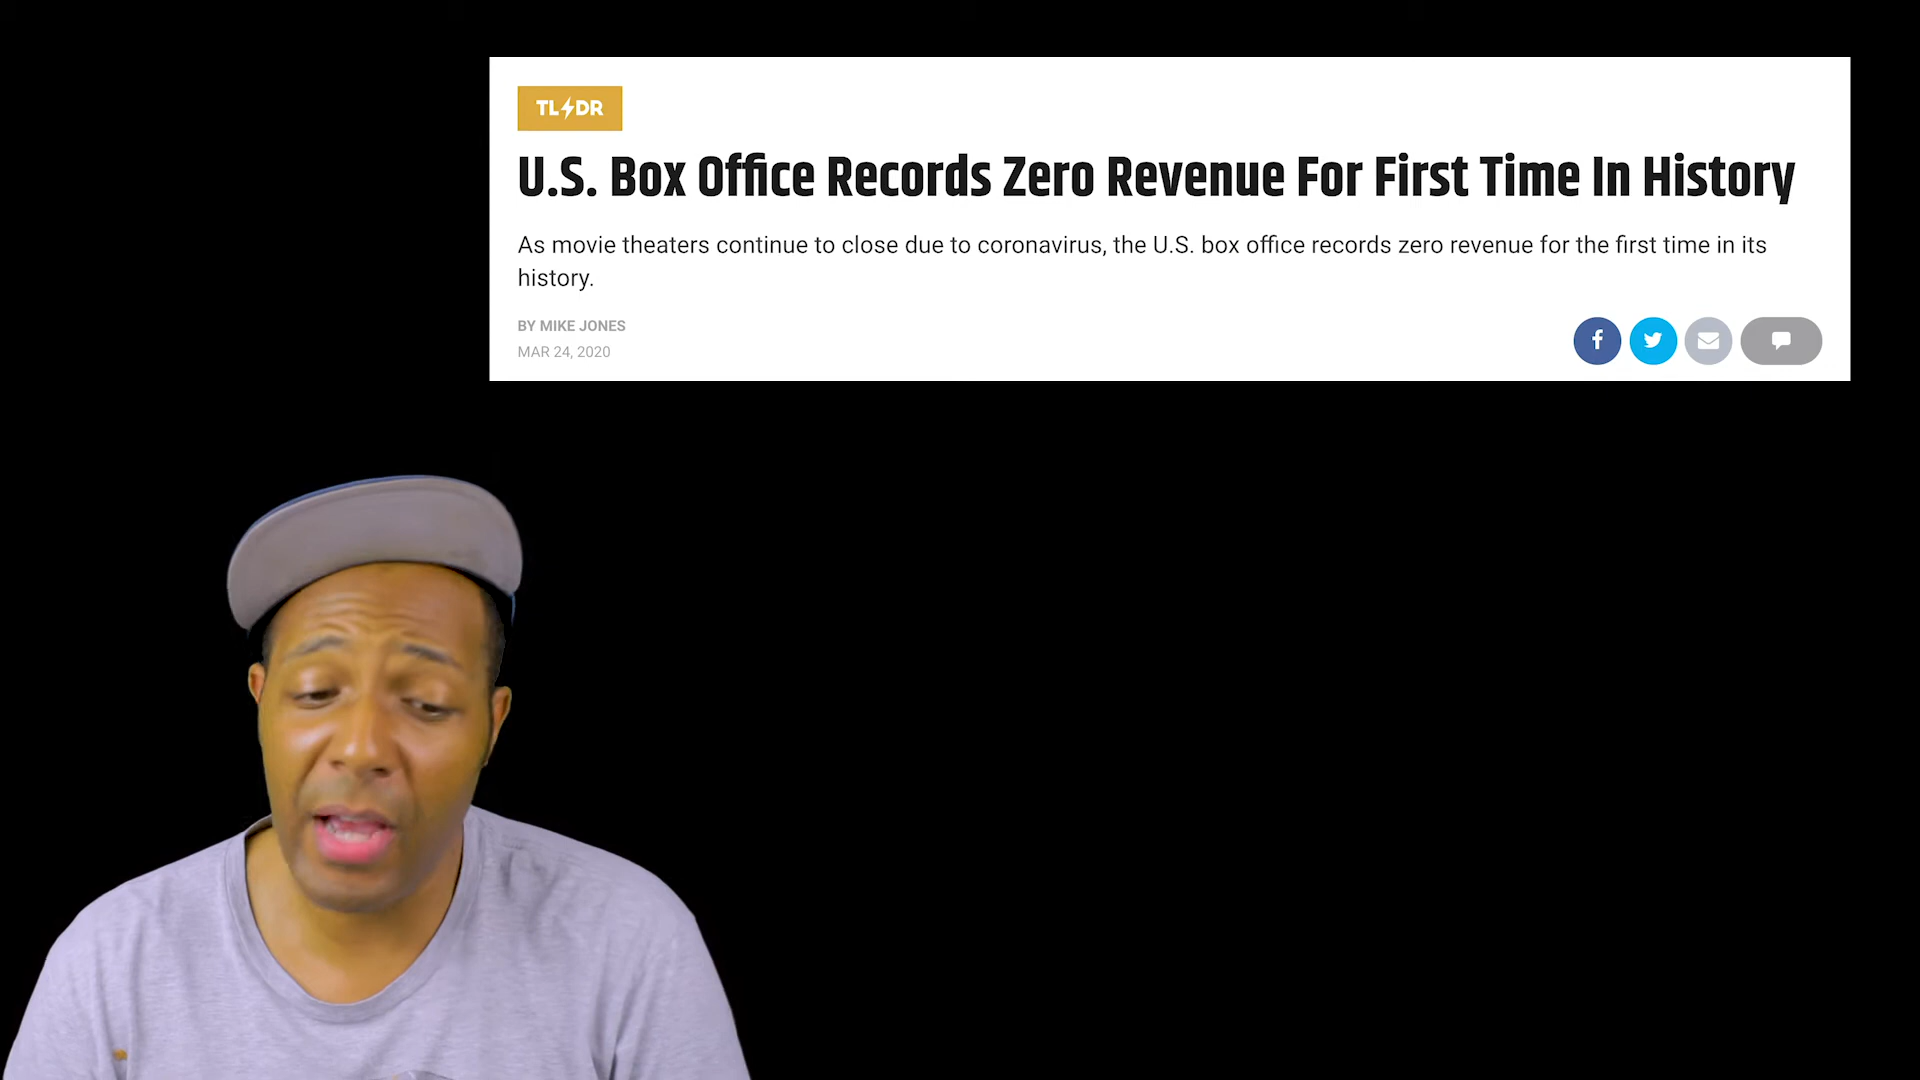 TL DR
U.S. Box Office Records Zero Revenue For First Time In History
As movie theaters continue to close due to coronavirus, the U.S. box office records zero revenue for the first time in its
history.
BY MIKE JONES
MAR 24, 2020